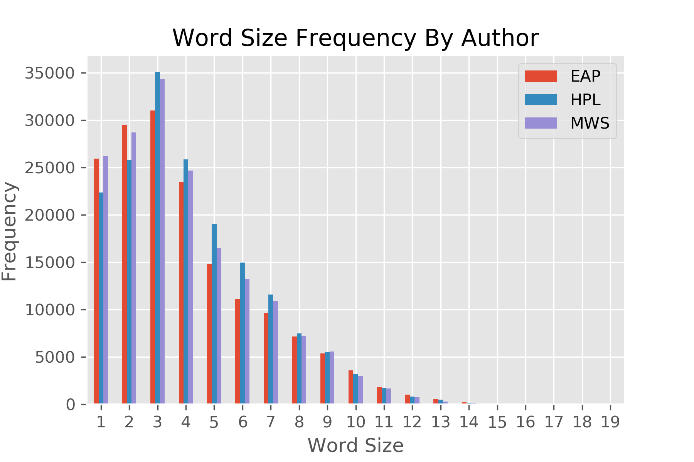 Word Size Frequency By Author
EAP
HPL
MWS
35000
30000
25000
20000
15000
10000
5000
0
Frequency
1 2 3 4 5 6 7 8 9 10 11 12 13 14 15 16 17 18 19
Word Size